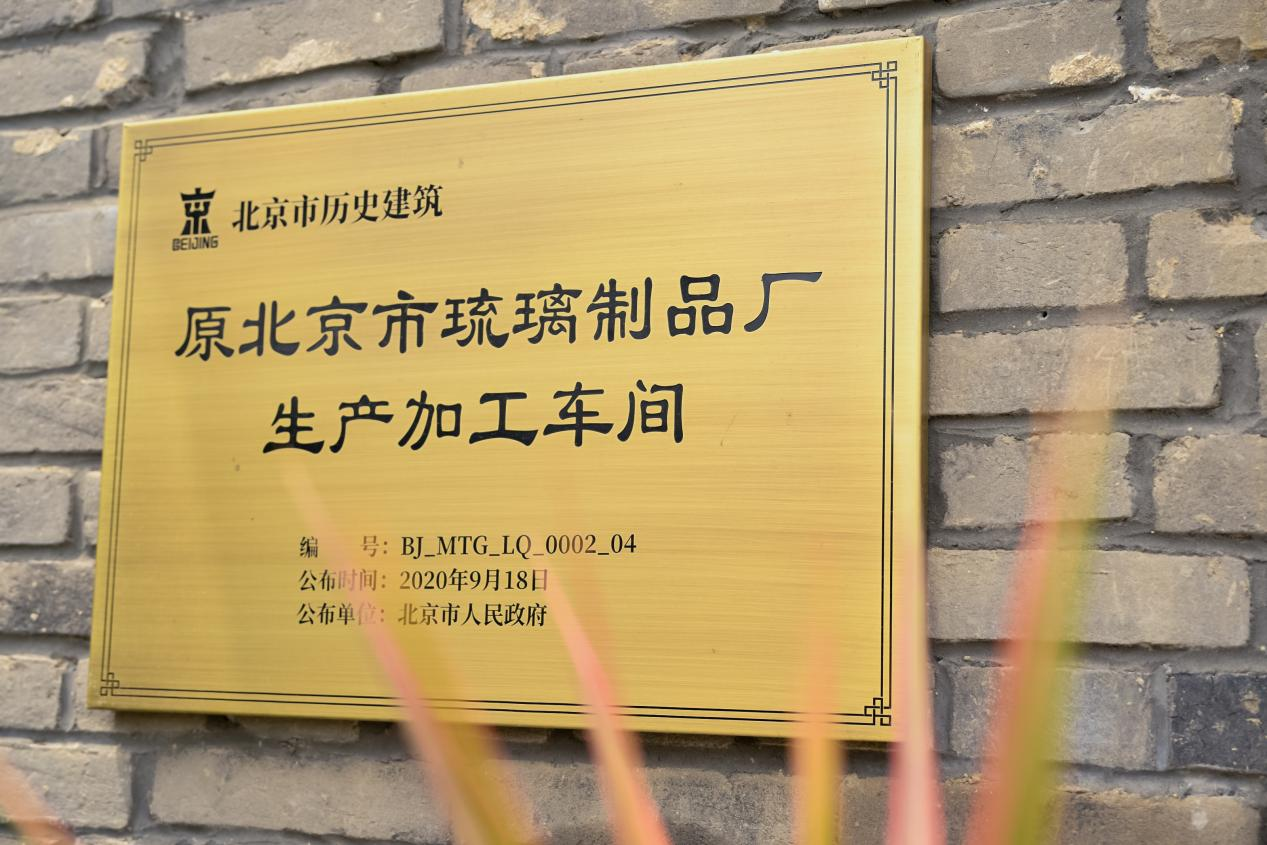 京
BEIJING
北京市历史建筑
原北京市琉璃制品厂
生产加工车间
编 号：BJ_MTG_LQ_0002_04
公布时间：2020年9月18日
公布单位：北京市人民政府